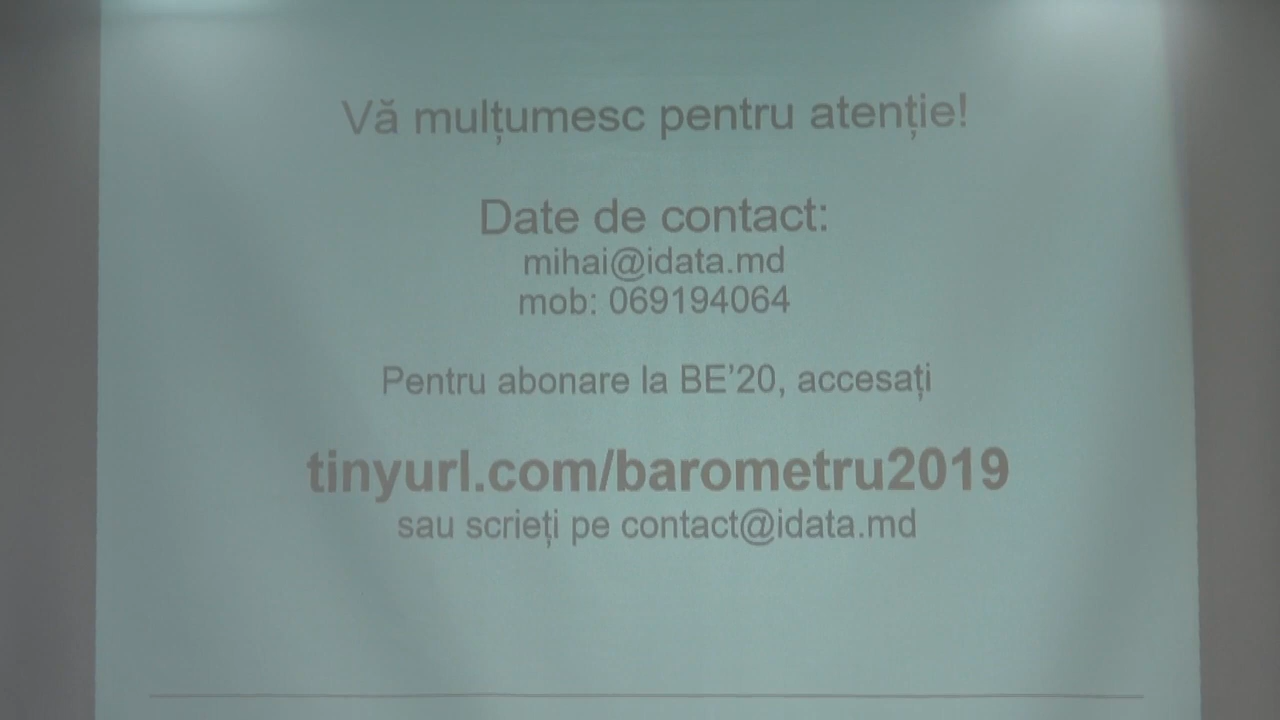 Vă mulțumesc pentru atenție!
Date de contact:
mihai@idata.md
mob: 069194064
Pentru abonare la BE’20, accesați
tinyurl.com/barometru2019
sau scrieți pe contact@idata.md